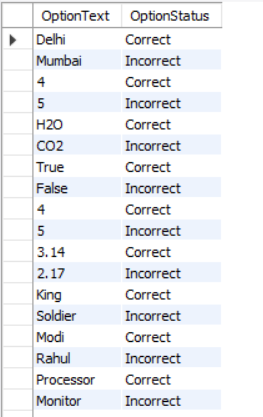 OptionText OptionStatus
Delhi Correct
Mumbai Incorrect
4 Correct
5 Incorrect
H2O Correct
CO2 Incorrect
True Correct
False Incorrect
4 Correct
5 Incorrect
3.14 Correct
2.17 Incorrect
King Correct
Soldier Incorrect
Modi Correct
Rahul Incorrect
Processor Correct
Monitor Incorrect